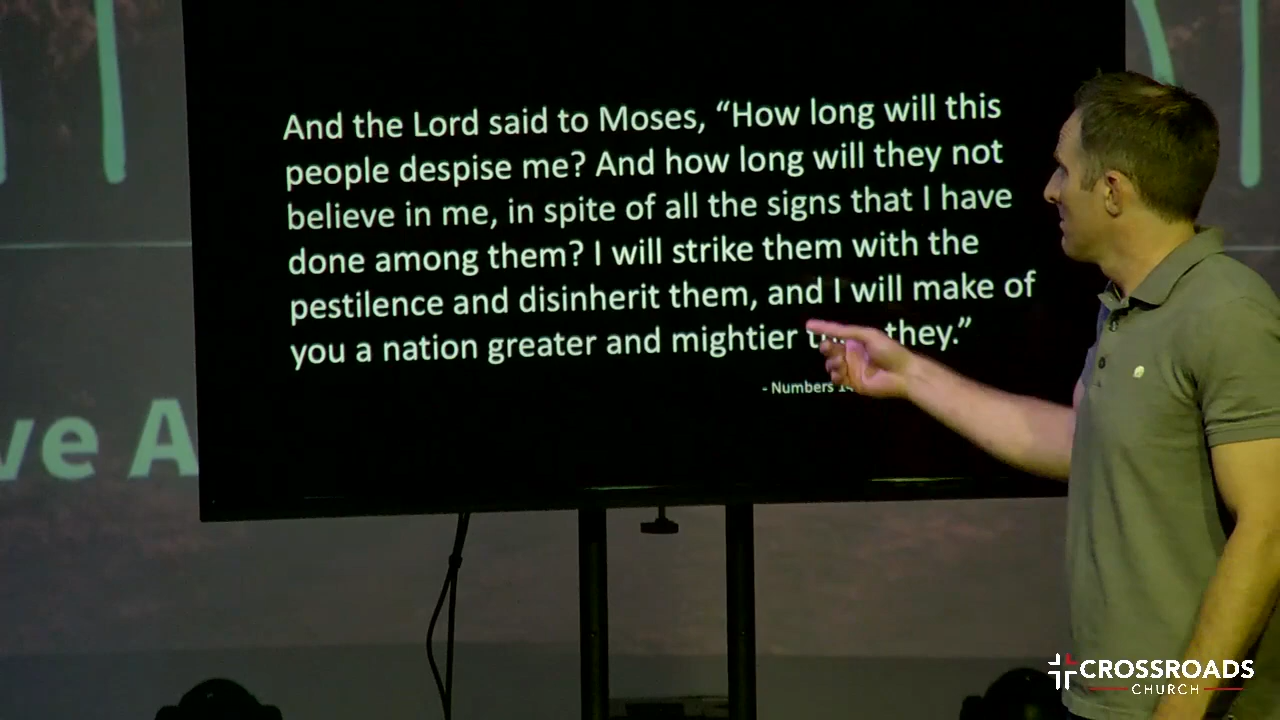 And the Lord said to Moses, “How long will this
people despise me? And how long will they not
believe in me, in spite of all the signs that I have
done among them? I will strike them with the
pestilence and disinherit them, and I will make of
you a nation greater and mightier they.”
- Numbers
ve A
CROSSROADS
CHURCH